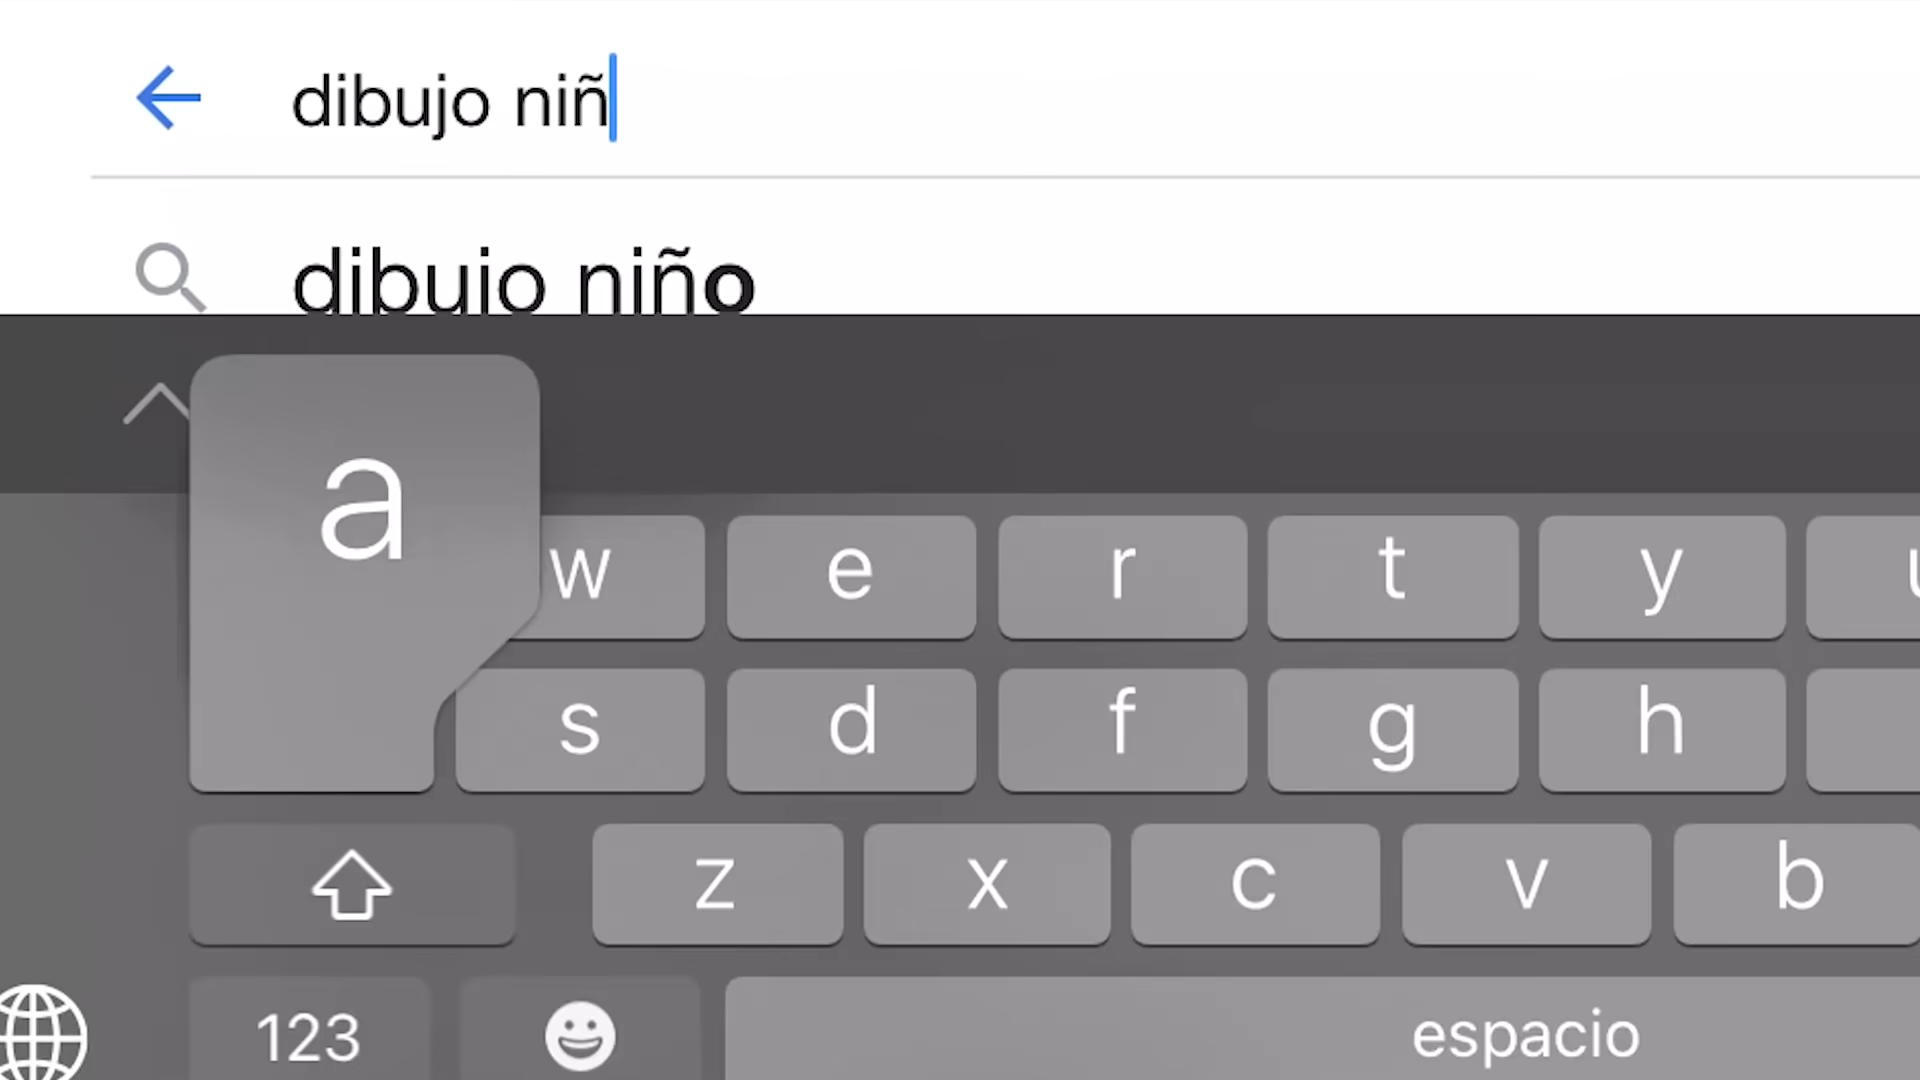 dibujo niñ
dibujo niño
a
w e r t y
s d f g h
z x c v b
123 espacio